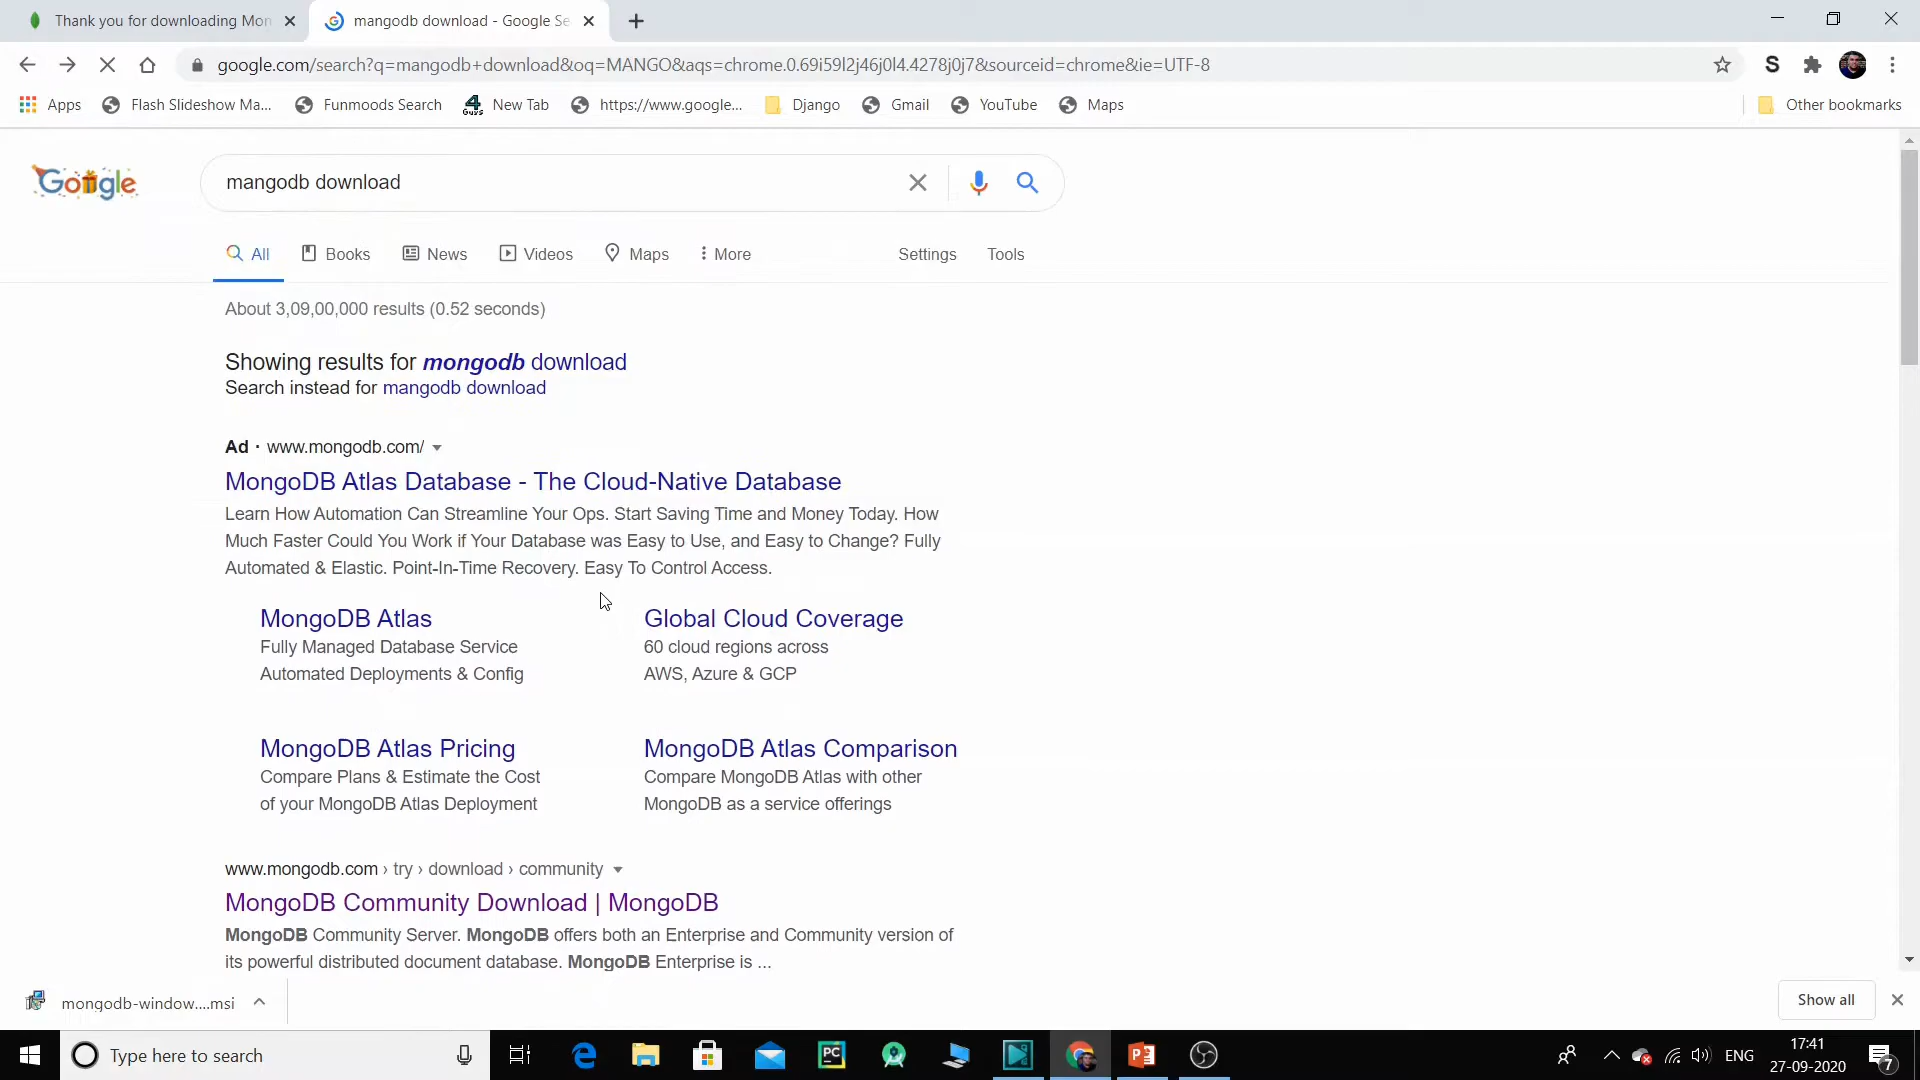 Thank you for downloading Mon
mangodb download - Google Se
google.com/search?q=mangodb+download&oq=MANGO&aqs=chrome.0.69i59l2j46j0l4.4278j0j7&sourceid=chrome&ie=UTF-8
S
Apps
Flash Slideshow Ma...
Funmoods Search
New Tab
https://www.google...
Django
Gmail
YouTube
Maps
Other bookmarks
Google
mangodb download
All
Books
News
Videos
Maps
More
Settings
Tools
About 3,09,00,000 results (0.52 seconds)
Showing results for mongodb download
Search instead for mangodb download
Ad · www.mongodb.com/
MongoDB Atlas Database - The Cloud-Native Database
Learn How Automation Can Streamline Your Ops. Start Saving Time and Money Today. How
Much Faster Could You Work if Your Database was Easy to Use, and Easy to Change? Fully
Automated & Elastic. Point-In-Time Recovery. Easy To Control Access.
MongoDB Atlas
Fully Managed Database Service
Automated Deployments & Config
Global Cloud Coverage
60 cloud regions across
AWS, Azure & GCP
MongoDB Atlas Pricing
Compare Plans & Estimate the Cost
of your MongoDB Atlas Deployment
MongoDB Atlas Comparison
Compare MongoDB Atlas with other
MongoDB as a service offerings
www.mongodb.com › try › download › community
MongoDB Community Download | MongoDB
MongoDB Community Server. MongoDB offers both an Enterprise and Community version of
its powerful distributed document database. MongoDB Enterprise is ...
mongodb-window....msi
Show all
Type here to search
PC
ENG
17:41
27-09-2020
7